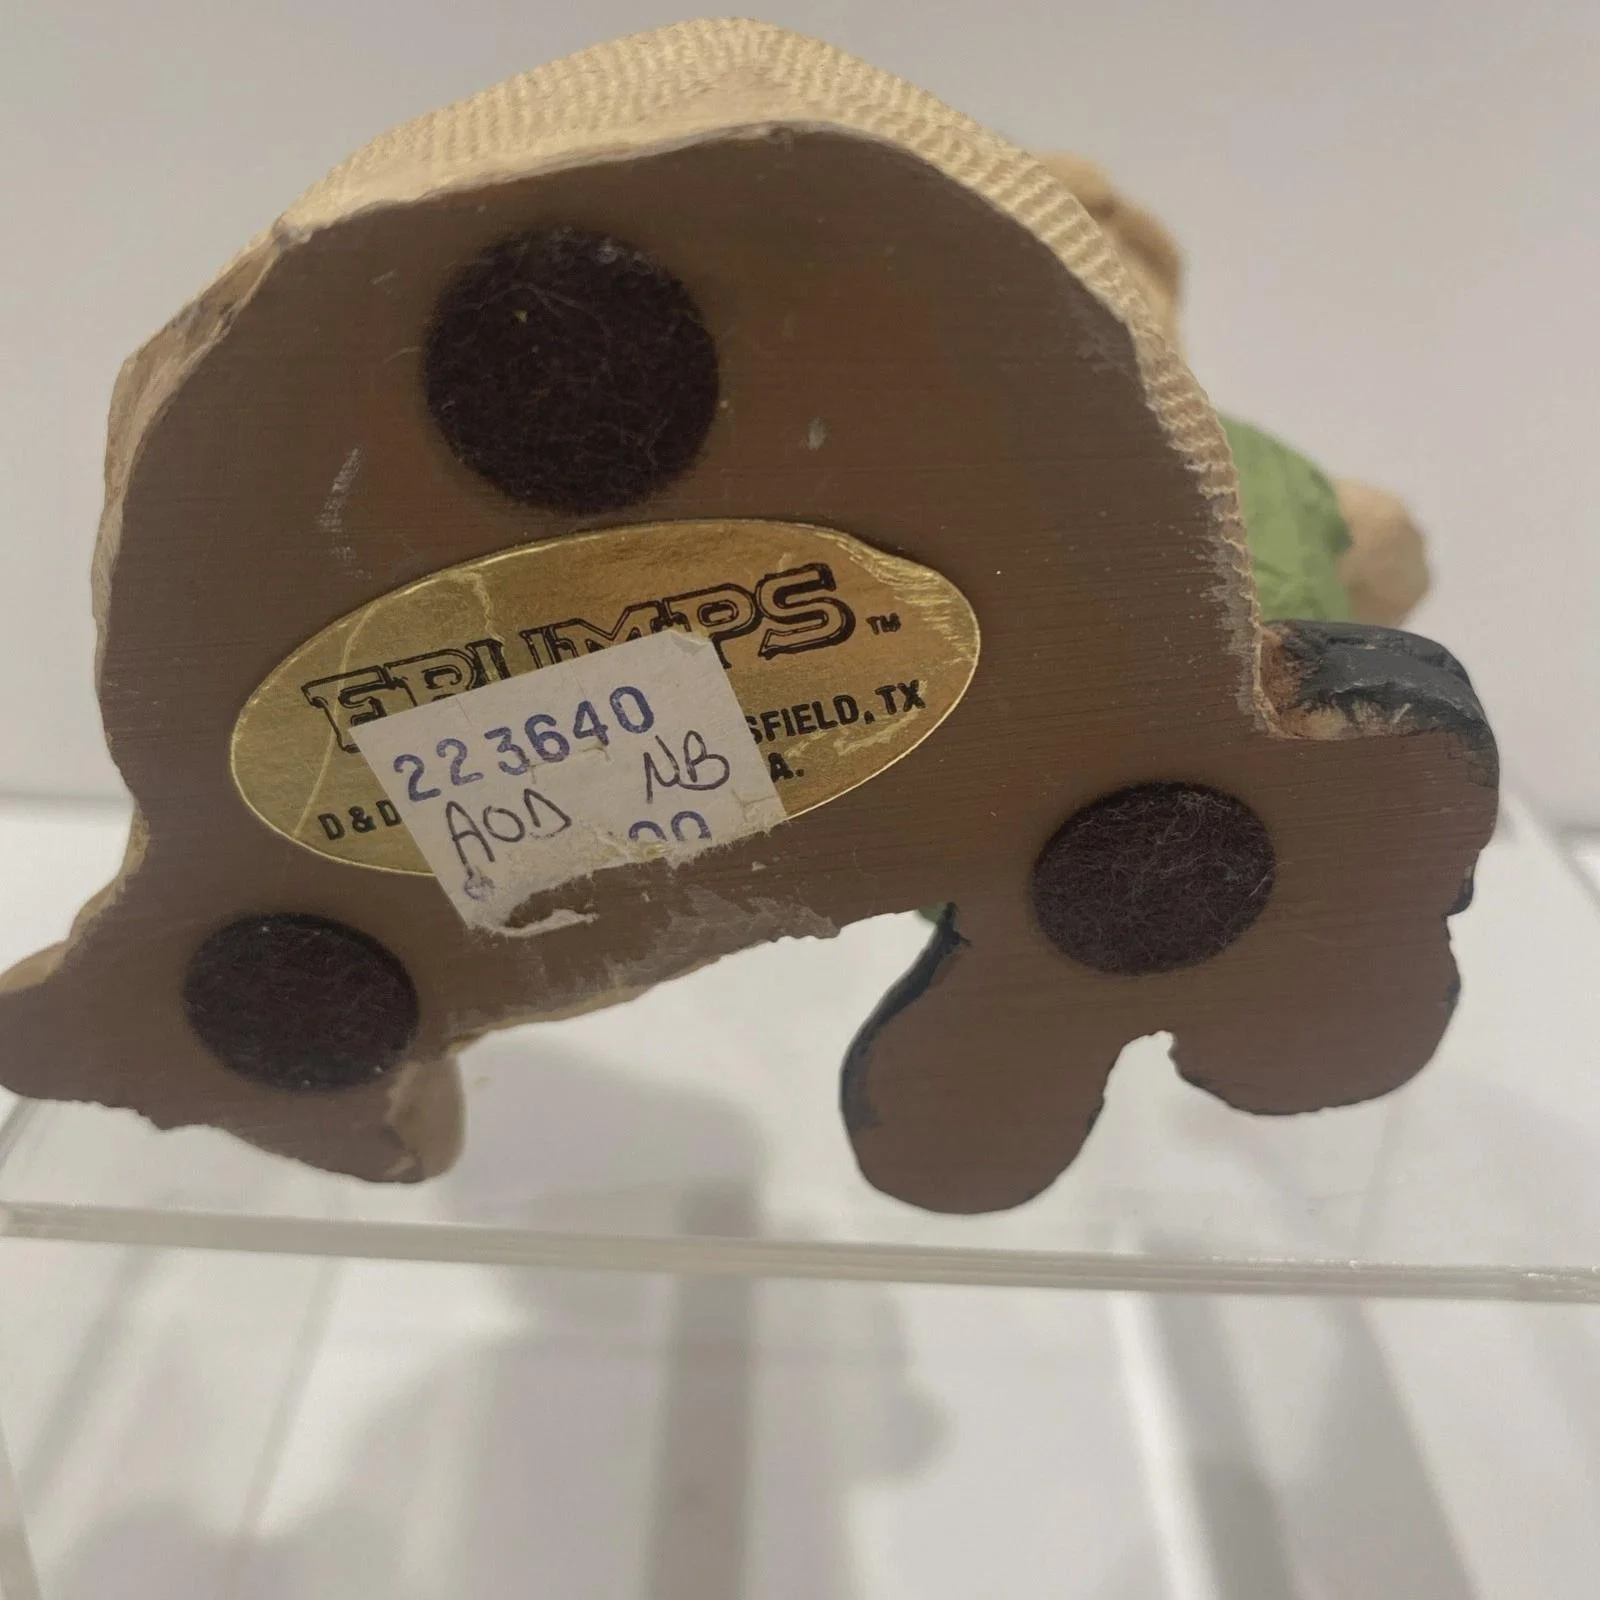 FRUMPS™
SFIELD, TX
D&D
A.
223640
AOD NB